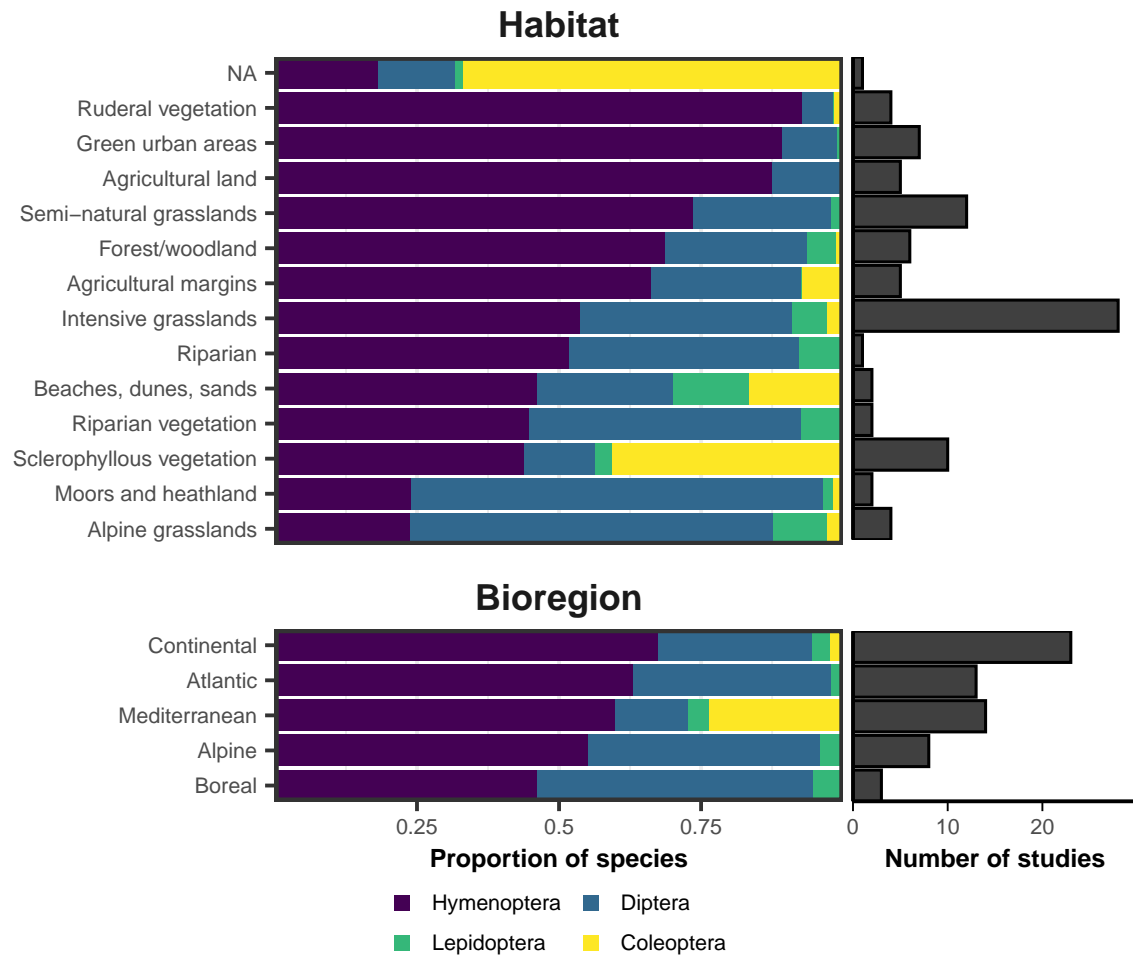 Habitat
NA
Ruderal vegetation
Green urban areas
Agricultural land
Semi−natural grasslands
Forest/woodland
Agricultural margins
Intensive grasslands
Riparian
Beaches, dunes, sands
Riparian vegetation
Sclerophyllous vegetation
Moors and heathland
Alpine grasslands
Bioregion
Continental
Atlantic
Mediterranean
Alpine
Boreal
0.25 0.5 0.75 0 10 20
Proportion of species Number of studies
Hymenoptera Diptera
Lepidoptera Coleoptera